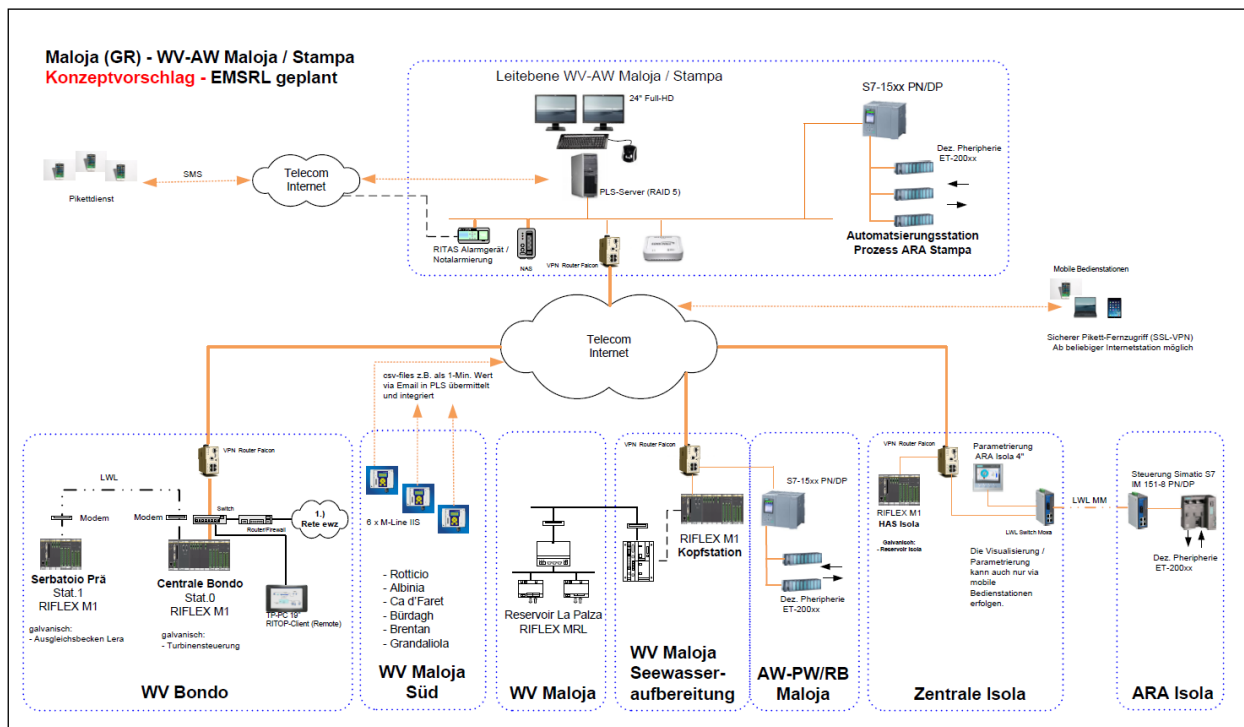 Maloja (GR) - WV-AW Maloja / Stampa
Konzeptvorschlag - EMSRL geplant
Leitebene WV-AW Maloja / Stampa
24" Full-HD
S7-15xx PN/DP
Dez. Pheripherie
ET-200xx
PLS-Server (RAID 5)
SMS
Telecom
Internet
Pikettdienst
RITAS Alarmgerät /
Notalarmierung
NAS
VPN Router Falcon
Automatsierungsstation
Prozess ARA Stampa
Mobile Bedienstationen
Sicherer Pikett-Fernzugriff (SSL-VPN)
Ab beliebiger Internetstation möglich
Telecom
Internet
csv-files z.B. als 1-Min. Wert
via Email in PLS übermittelt
und integriert
VPN Router Falcon
LWL
Modem
Modem
Switch
Router/Firewall
1.)
Rete ewz
Serbatoio Prä
Stat.1
RIFLEX M1
galvanisch:
- Ausgleichsbecken Lera
Centrale Bondo
Stat.0
RIFLEX M1
galvanisch:
- Turbinensteuerung
TP-PC 19"
RITOP-Client (Remote)
WV Bondo
6 x M-Line IIS
- Rotticio
- Albinia
- Ca d'Faret
- Bürdagh
- Brentan
- Grandaliola
WV Maloja
Süd
Reservoir La Palza
RIFLEX MRL
WV Maloja
VPN Router Falcon
RIFLEX M1
Kopfstation
WV Maloja
Seewasser-
aufbereitung
S7-15xx PN/DP
Dez. Pheripherie
ET-200xx
AW-PW/RB
Maloja
VPN Router Falcon
Parametrierung
ARA Isola 4"
RIFLEX M1
HAS Isola
Galvanisch:
- Reservoir Isola
LWL Switch Moxa
Die Visualisierung /
Parametrierung
kann auch nur via
mobile
Bedienstationen
erfolgen.
Zentrale Isola
LWL MM
Steuerung Simatic S7
IM 151-8 PN/DP
Dez. Pheripherie
ET-200xx
ARA Isola